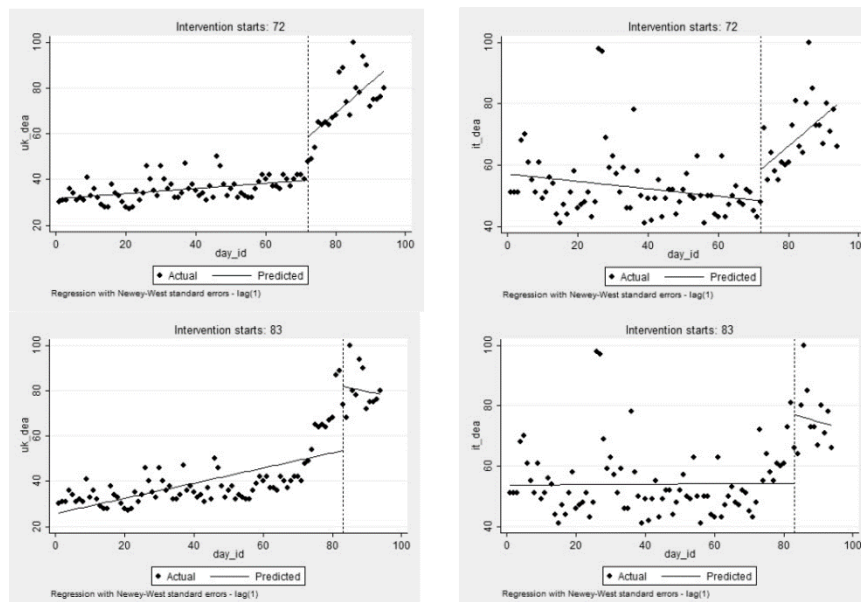 Intervention starts: 72
100
80
60
40
20
uk_dea
0 20 40 60 80 100
day_id
Actual Predicted
Regression with Newey-West standard errors - lag(1)
Intervention starts: 72
100
80
60
40
it_dea
0 20 40 60 80 100
day_id
Actual Predicted
Regression with Newey-West standard errors - lag(1)
Intervention starts: 83
100
80
60
40
20
uk_dea
0 20 40 60 80 100
day_id
Actual Predicted
Regression with Newey-West standard errors - lag(1)
Intervention starts: 83
100
80
60
40
it_dea
0 20 40 60 80 100
day_id
Actual Predicted
Regression with Newey-West standard errors - lag(1)